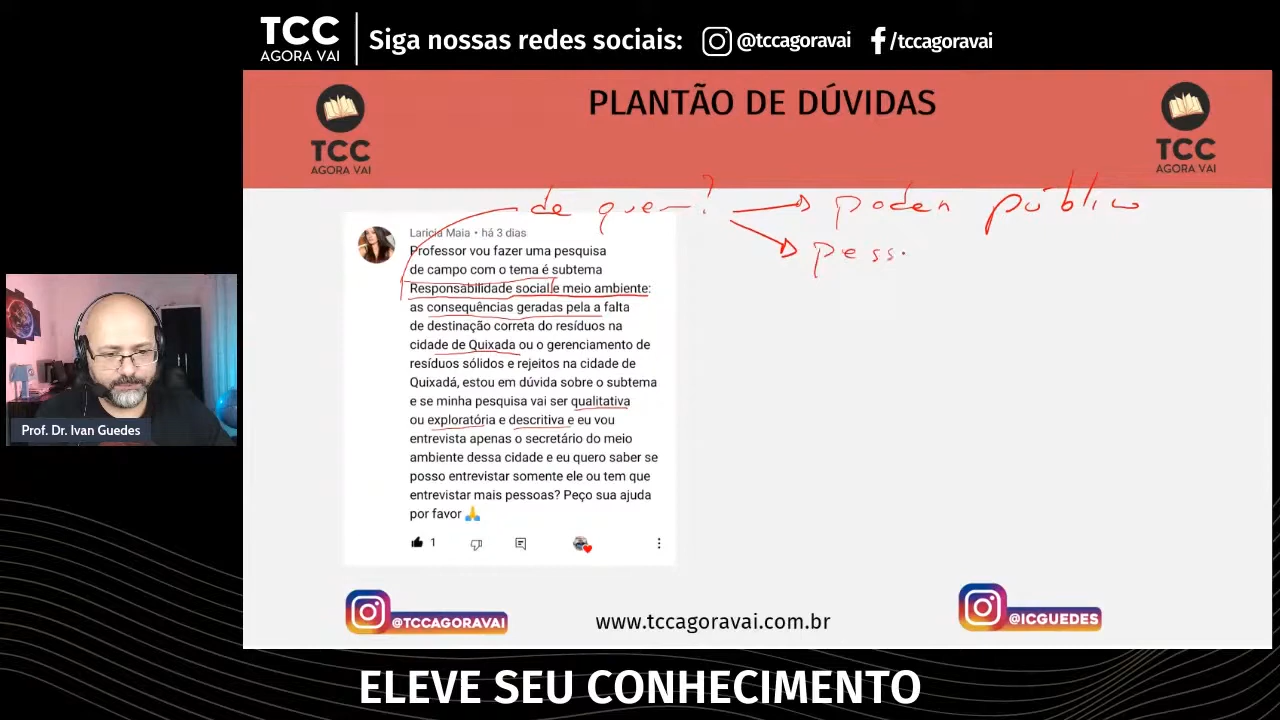 TCC
AGORA VAI
Siga nossas redes sociais: @tccagoravai /tccagoravai
PLANTÃO DE DÚVIDAS
TCC
AGORA VAI
TCC
AGORA VAI
de quem? poder público
pess
Laricia Maia • há 3 dias
Professor vou fazer uma pesquisa
de campo com o tema é subtema
Responsabilidade social e meio ambiente:
as consequências geradas pela a falta
de destinação correta do resíduos na
cidade de Quixada ou o gerenciamento de
resíduos sólidos e rejeitos na cidade de
Quixadá, estou em dúvida sobre o subtema
e se minha pesquisa vai ser qualitativa
ou exploratória e descritiva e eu vou
entrevista apenas o secretário do meio
ambiente dessa cidade e eu quero saber se
posso entrevistar somente ele ou tem que
entrevistar mais pessoas? Peço sua ajuda
por favor 🙏
1
Prof. Dr. Ivan Guedes
@TCCAGORAVAI
www.tccagoravai.com.br
@ICGUEDES
ELEVE SEU CONHECIMENTO